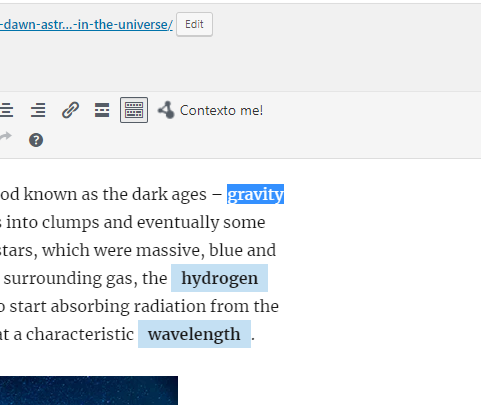 -dawn-astr...-in-the-universe/ Edit
Contexto me!
od known as the dark ages – gravity
s into clumps and eventually some
stars, which were massive, blue and
surrounding gas, the hydrogen
o start absorbing radiation from the
at a characteristic wavelength .